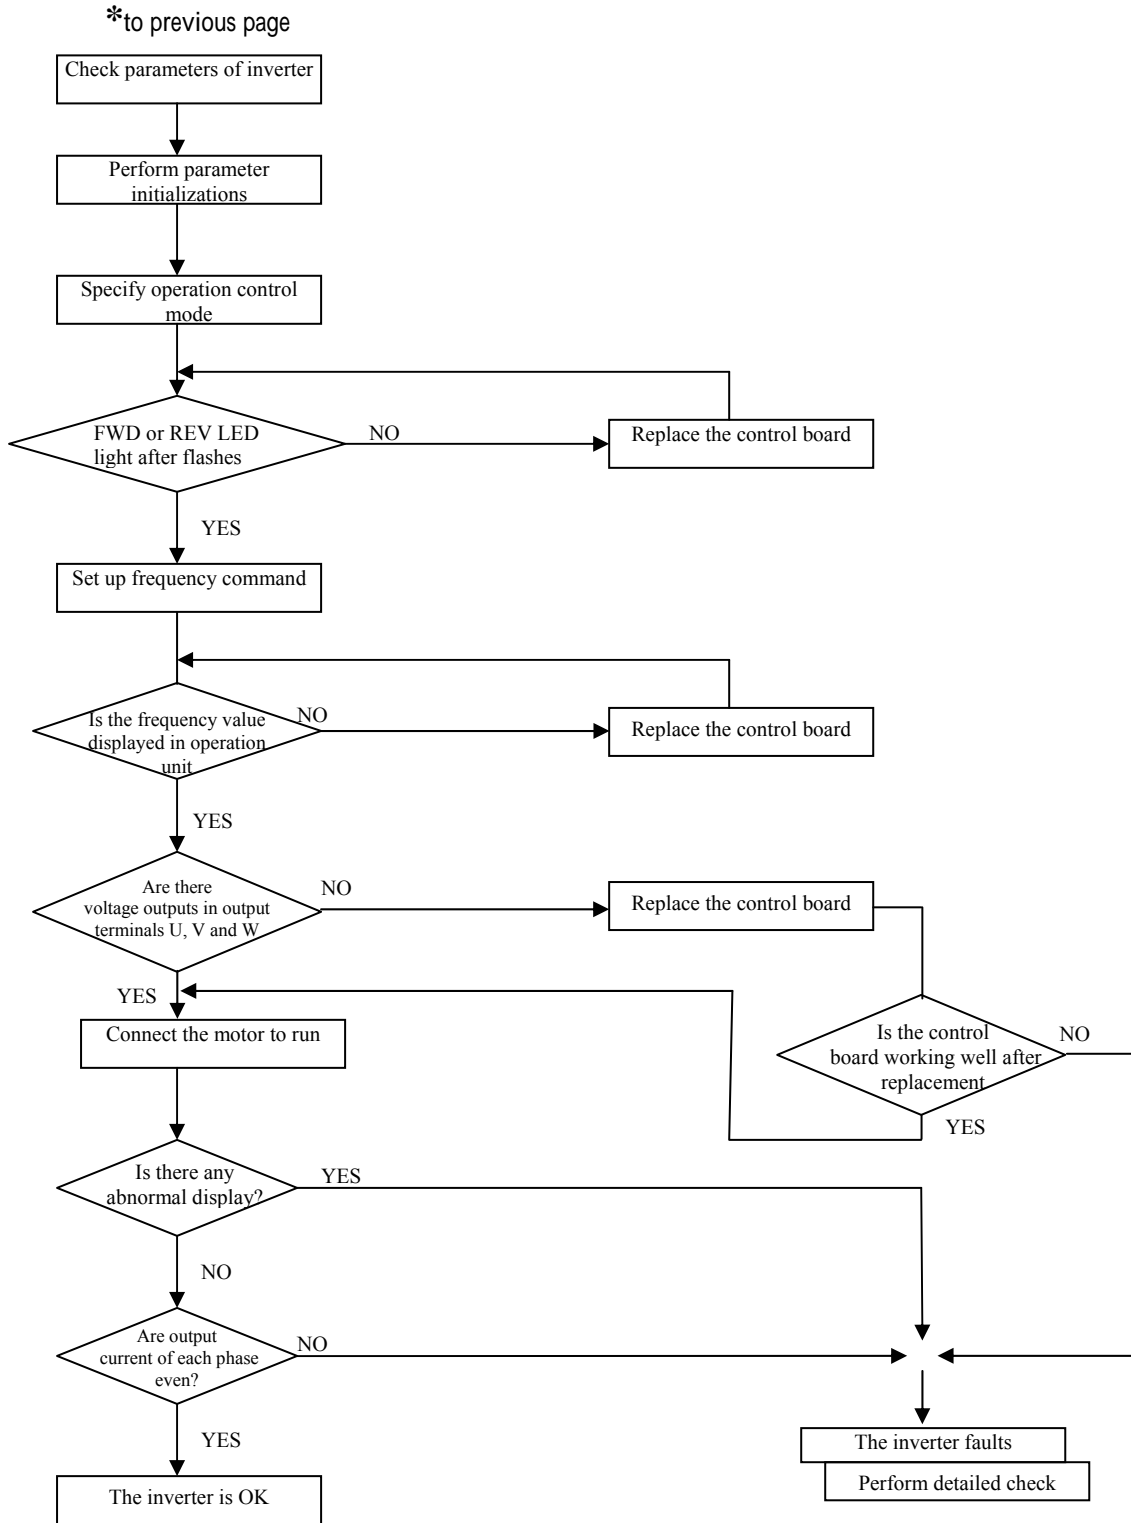 *to previous page
Check parameters of inverter
Perform parameter
initializations
Specify operation control
mode
FWD or REV LED
light after flashes
NO
Replace the control board
YES
Set up frequency command
Is the frequency value
displayed in operation
unit
NO
Replace the control board
YES
Are there
voltage outputs in output
terminals U, V and W
NO
Replace the control board
YES
Connect the motor to run
Is the control
board working well after
replacement
NO
YES
Is there any
abnormal display?
YES
NO
Are output
current of each phase
even?
NO
YES
The inverter faults
Perform detailed check
The inverter is OK